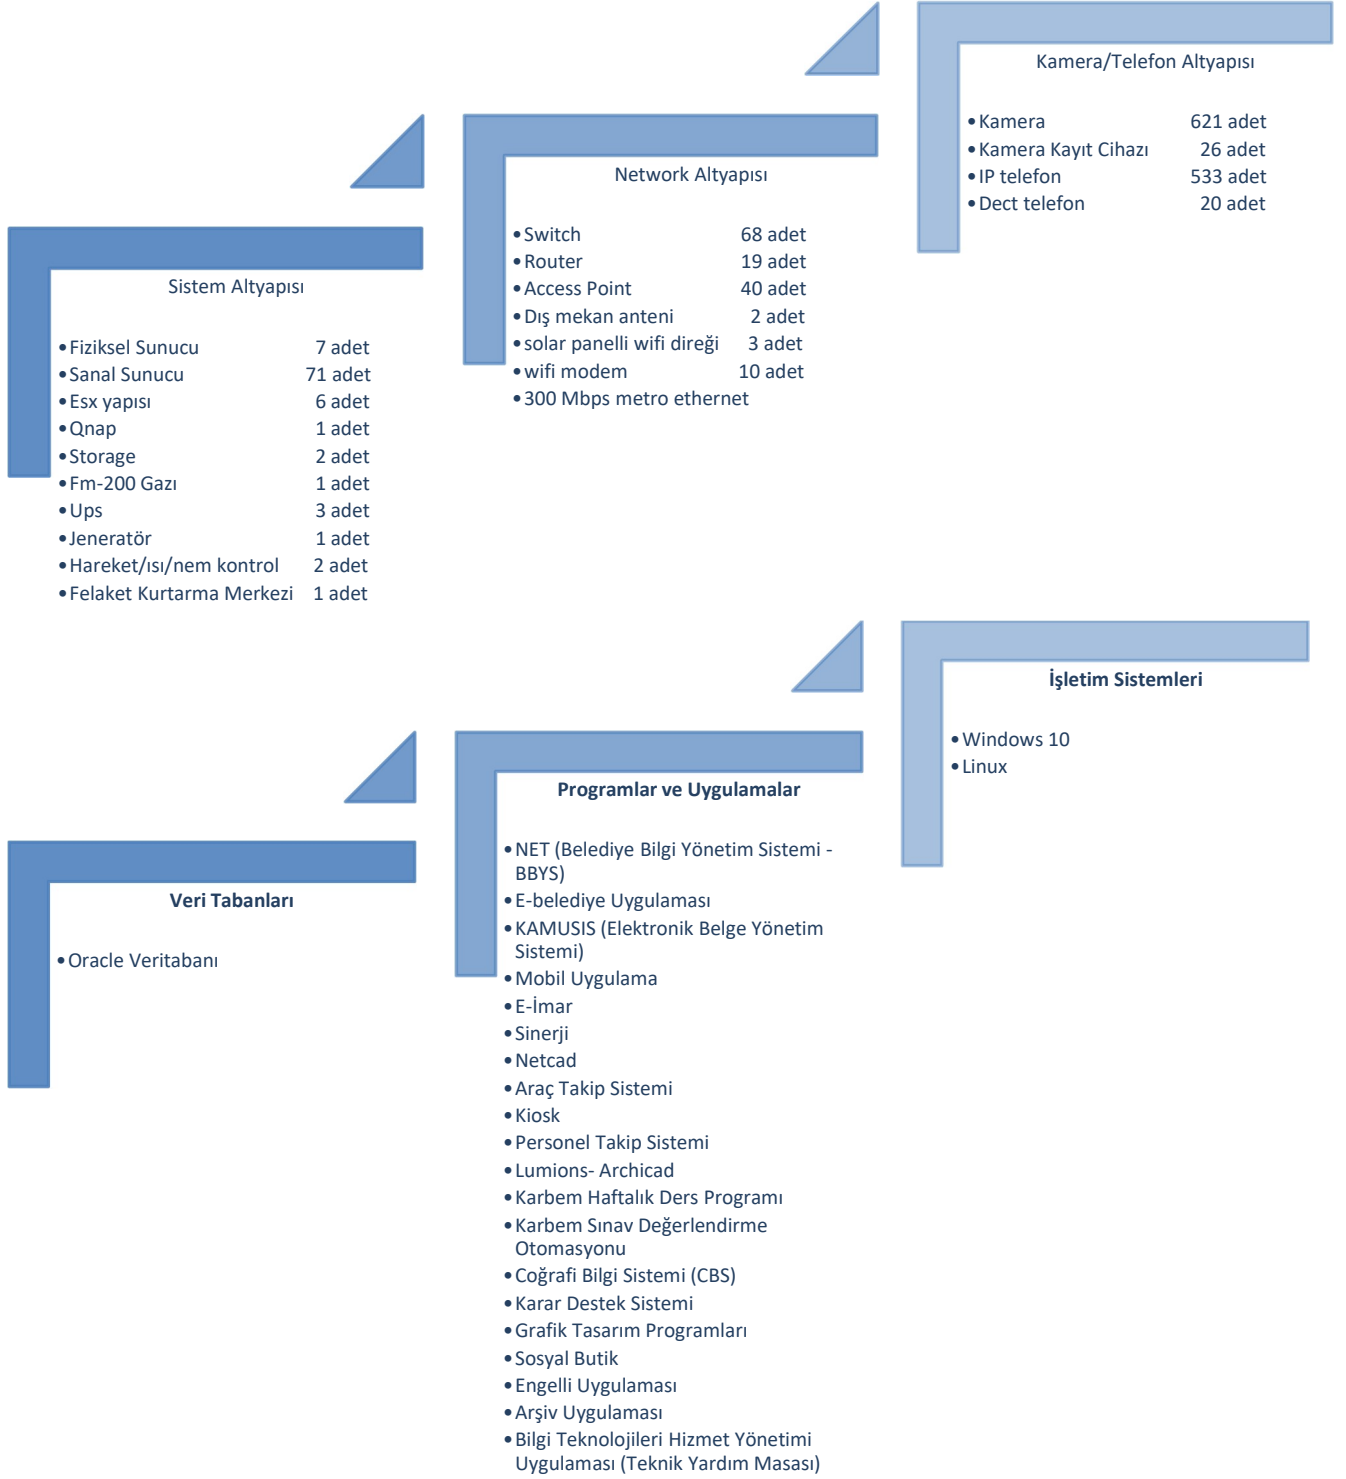 Sistem Altyapısı
•Fiziksel Sunucu 7 adet
•Sanal Sunucu 71 adet
•Esx yapısı 6 adet
•Qnap 1 adet
•Storage 2 adet
•Fm-200 Gazı 1 adet
•Ups 3 adet
•Jeneratör 1 adet
•Hareket/ısı/nem kontrol 2 adet
•Felaket Kurtarma Merkezi 1 adet
Network Altyapısı
•Switch 68 adet
•Router 19 adet
•Access Point 40 adet
•Dış mekan anteni 2 adet
•solar panelli wifi direği 3 adet
•wifi modem 10 adet
•300 Mbps metro ethernet
Kamera/Telefon Altyapısı
•Kamera 621 adet
•Kamera Kayıt Cihazı 26 adet
•IP telefon 533 adet
•Dect telefon 20 adet
Veri Tabanları
•Oracle Veritabanı
Programlar ve Uygulamalar
•NET (Belediye Bilgi Yönetim Sistemi -
BBYS)
•E-belediye Uygulaması
•KAMUSIS (Elektronik Belge Yönetim
Sistemi)
•Mobil Uygulama
•E-İmar
•Sinerji
•Netcad
•Araç Takip Sistemi
•Kiosk
•Personel Takip Sistemi
•Lumions- Archicad
•Karbem Haftalık Ders Programı
•Karbem Sınav Değerlendirme
Otomasyonu
•Coğrafi Bilgi Sistemi (CBS)
•Karar Destek Sistemi
•Grafik Tasarım Programları
•Sosyal Butik
•Engelli Uygulaması
•Arşiv Uygulaması
•Bilgi Teknolojileri Hizmet Yönetimi
Uygulaması (Teknik Yardım Masası)
İşletim Sistemleri
•Windows 10
•Linux